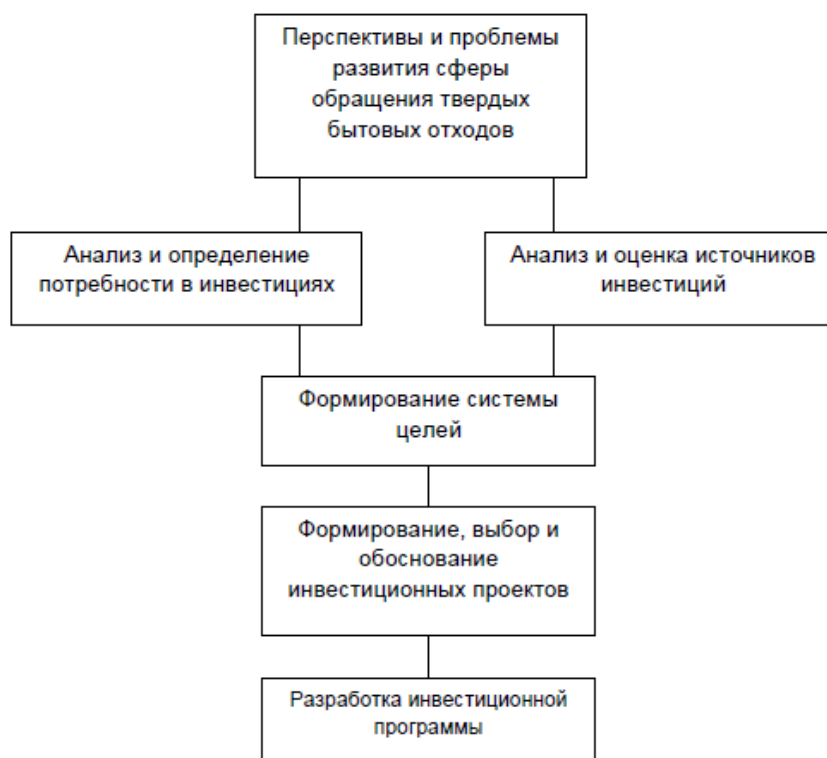 Перспективы и проблемы
развития сферы
обращения твердых
бытовых отходов
Анализ и определение
потребности в инвестициях
Анализ и оценка источников
инвестиций
Формирование системы
целей
Формирование, выбор и
обоснование
инвестиционных проектов
Разработка инвестиционной
программы